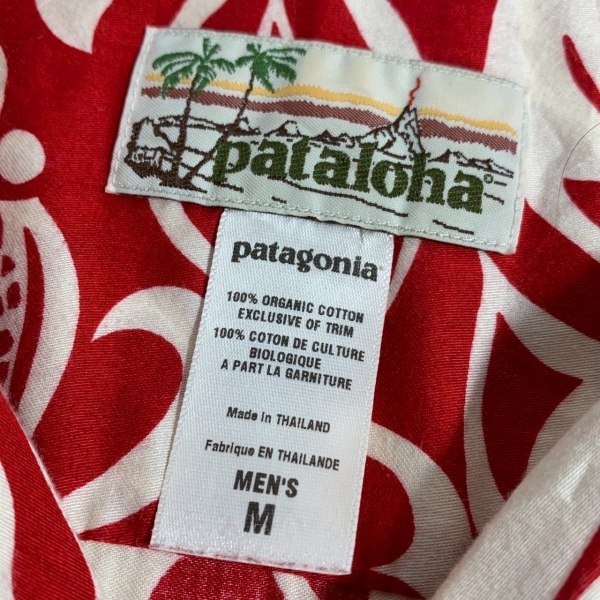 pataloha®
patagonia®
100% ORGANIC COTTON
EXCLUSIVE OF TRIM
100% COTON DE CULTURE
BIOLOGIQUE
A PART LA GARNITURE
Made in THAILAND
Fabrique EN THAILANDE
MEN'S
M